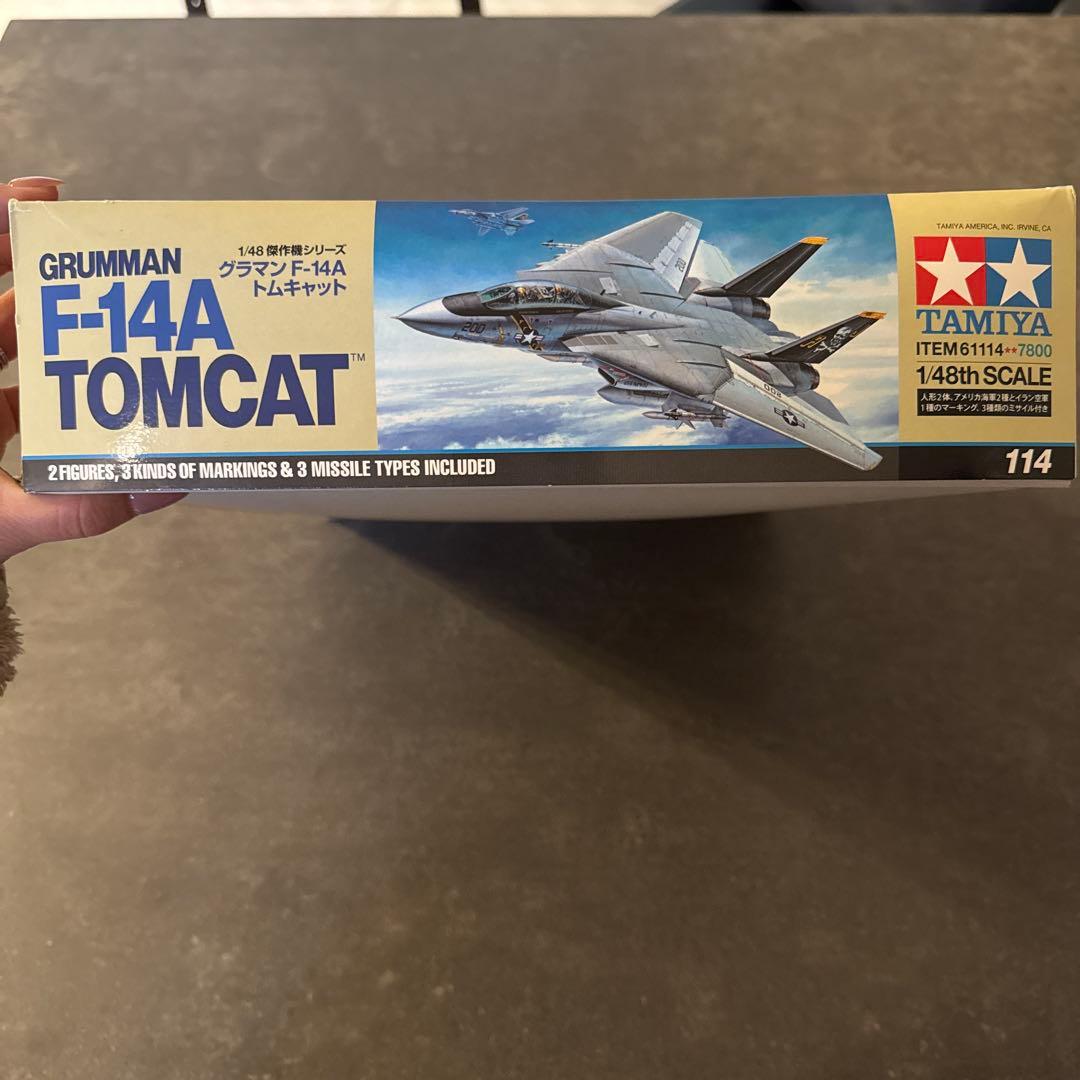 GRUMMAN
F-14A
TOMCAT™
1/48 傑作機シリーズ
グラマン F-14A
トムキャット
200
200
200
TAMIYA AMERICA, INC. IRVINE, CA
TAMIYA
ITEM 61114★★7800
1/48th SCALE
人形2体、アメリカ海軍2種とイラン空軍
1種のマーキング、3種類のミサイル付き
2 FIGURES, 3 KINDS OF MARKINGS & 3 MISSILE TYPES INCLUDED
114